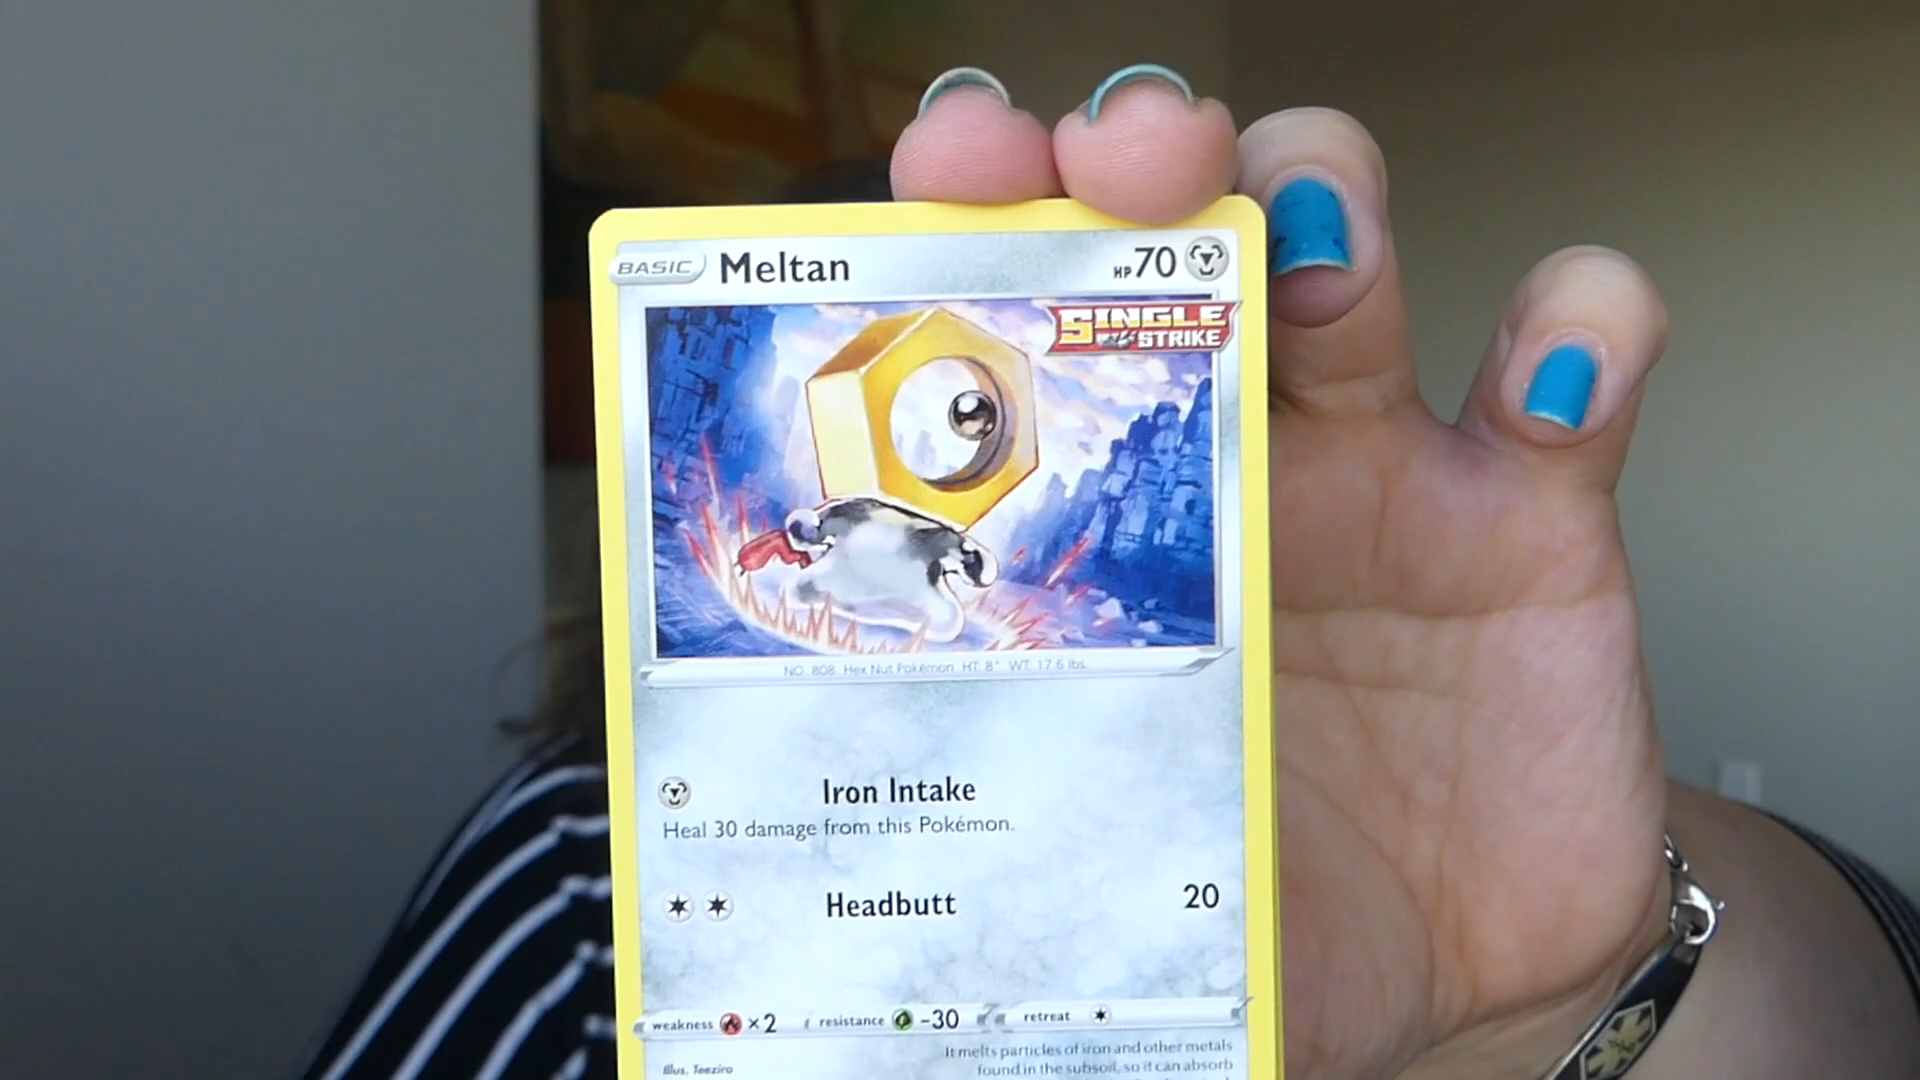 BASIC Meltan HP 70
SINGLE
STRIKE
NO. 808 Hex Nut Pokémon HT: 8" WT: 17.6 lbs.
Iron Intake
Heal 30 damage from this Pokémon.
Headbutt 20
weakness ×2 resistance -30 retreat
Illus. Teeziro
It melts particles of iron and other metals
found in the subsoil, so it can absorb